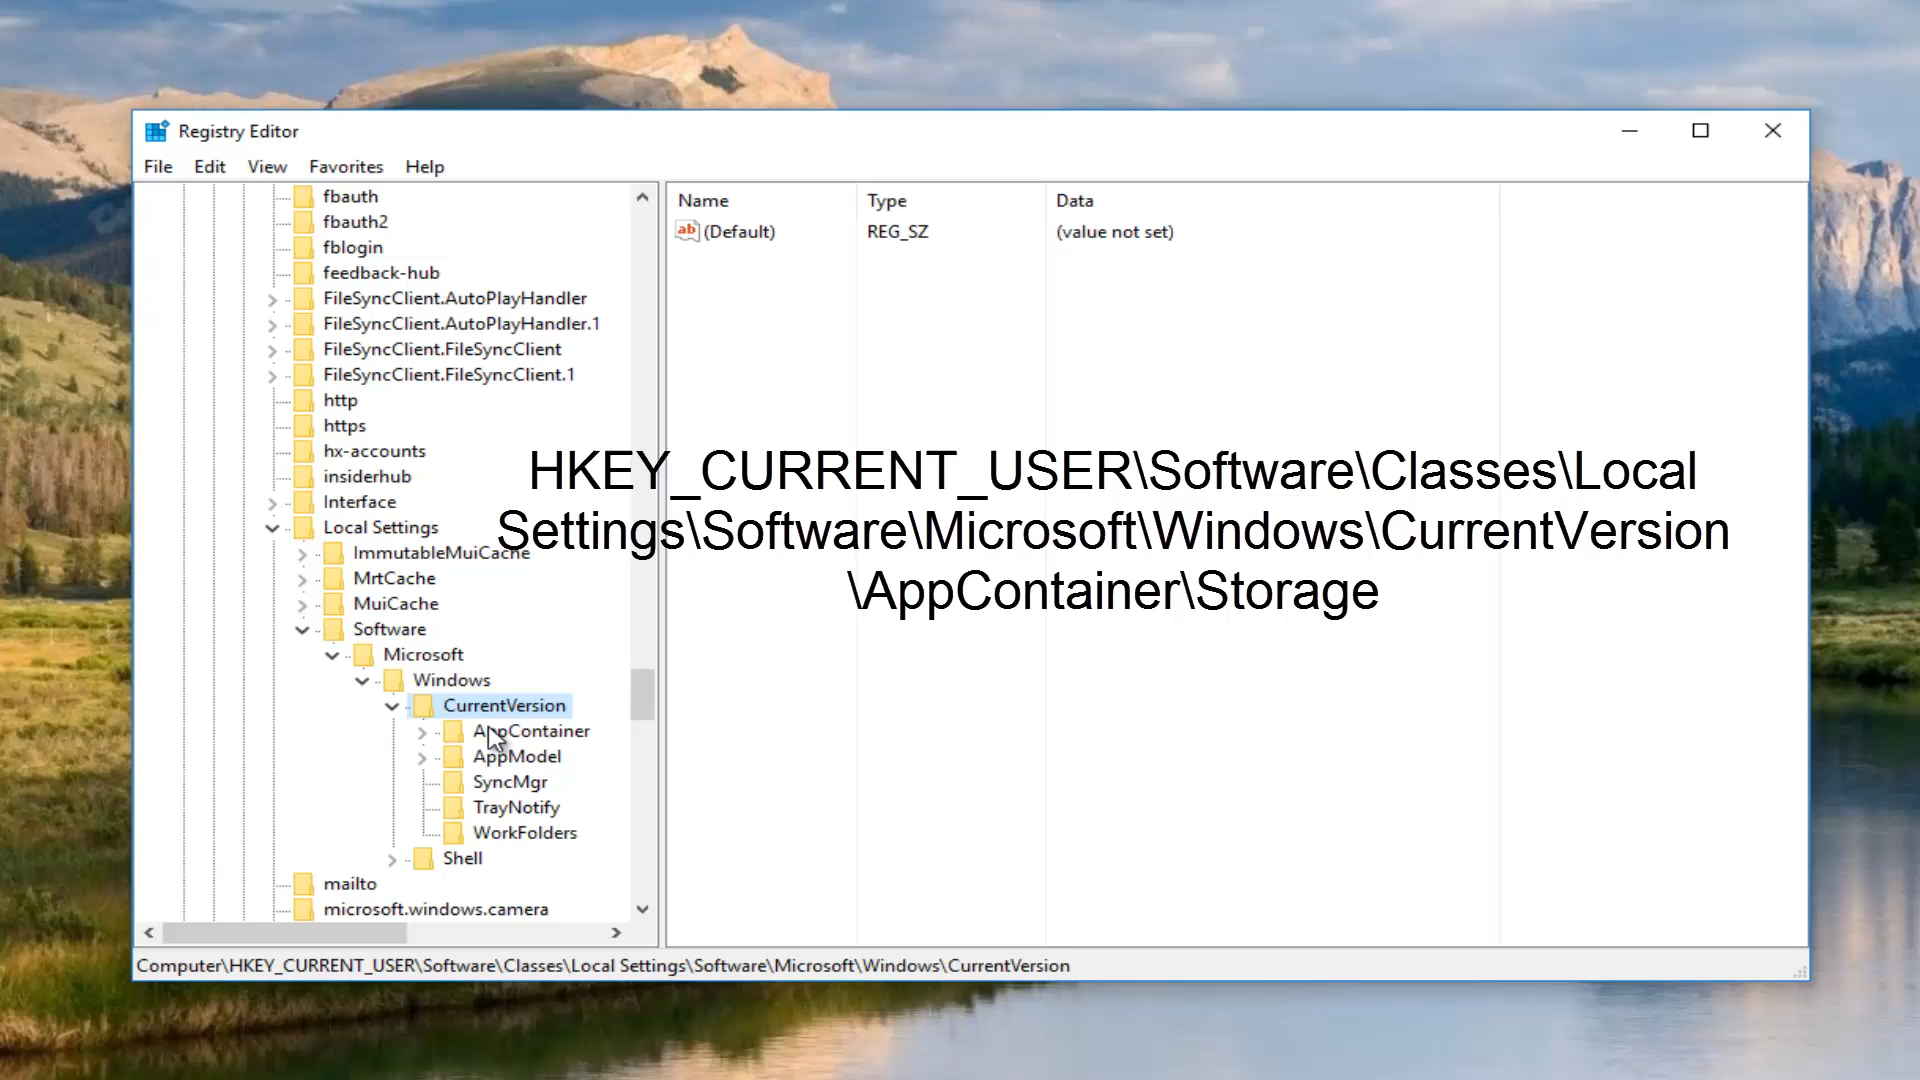 Registry Editor
File Edit View Favorites Help
fbauth
fbauth2
fblogin
feedback-hub
FileSyncClient.AutoPlayHandler
FileSyncClient.AutoPlayHandler.1
FileSyncClient.FileSyncClient
FileSyncClient.FileSyncClient.1
http
https
hx-accounts
insiderhub
Interface
Local Settings
ImmutableMuiCache
MrtCache
MuiCache
Software
Microsoft
Windows
CurrentVersion
AppContainer
AppModel
SyncMgr
TrayNotify
WorkFolders
Shell
mailto
microsoft.windows.camera
Name Type Data
ab (Default) REG_SZ (value not set)
HKEY_CURRENT_USER\Software\Classes\Local
Settings\Software\Microsoft\Windows\CurrentVersion
\AppContainer\Storage
Computer\HKEY_CURRENT_USER\Software\Classes\Local Settings\Software\Microsoft\Windows\CurrentVersion